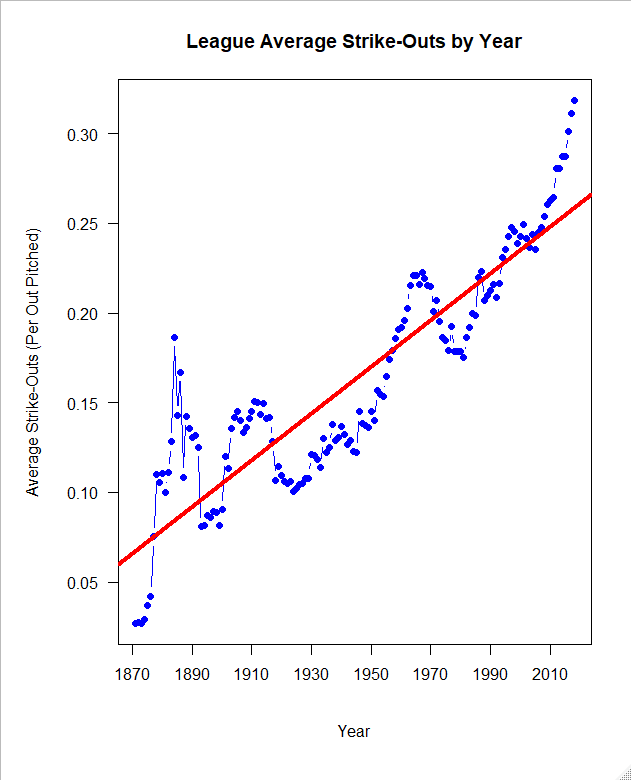 League Average Strike-Outs by Year
Average Strike-Outs (Per Out Pitched)
0.30
0.25
0.20
0.15
0.10
0.05
1870 1890 1910 1930 1950 1970 1990 2010
Year